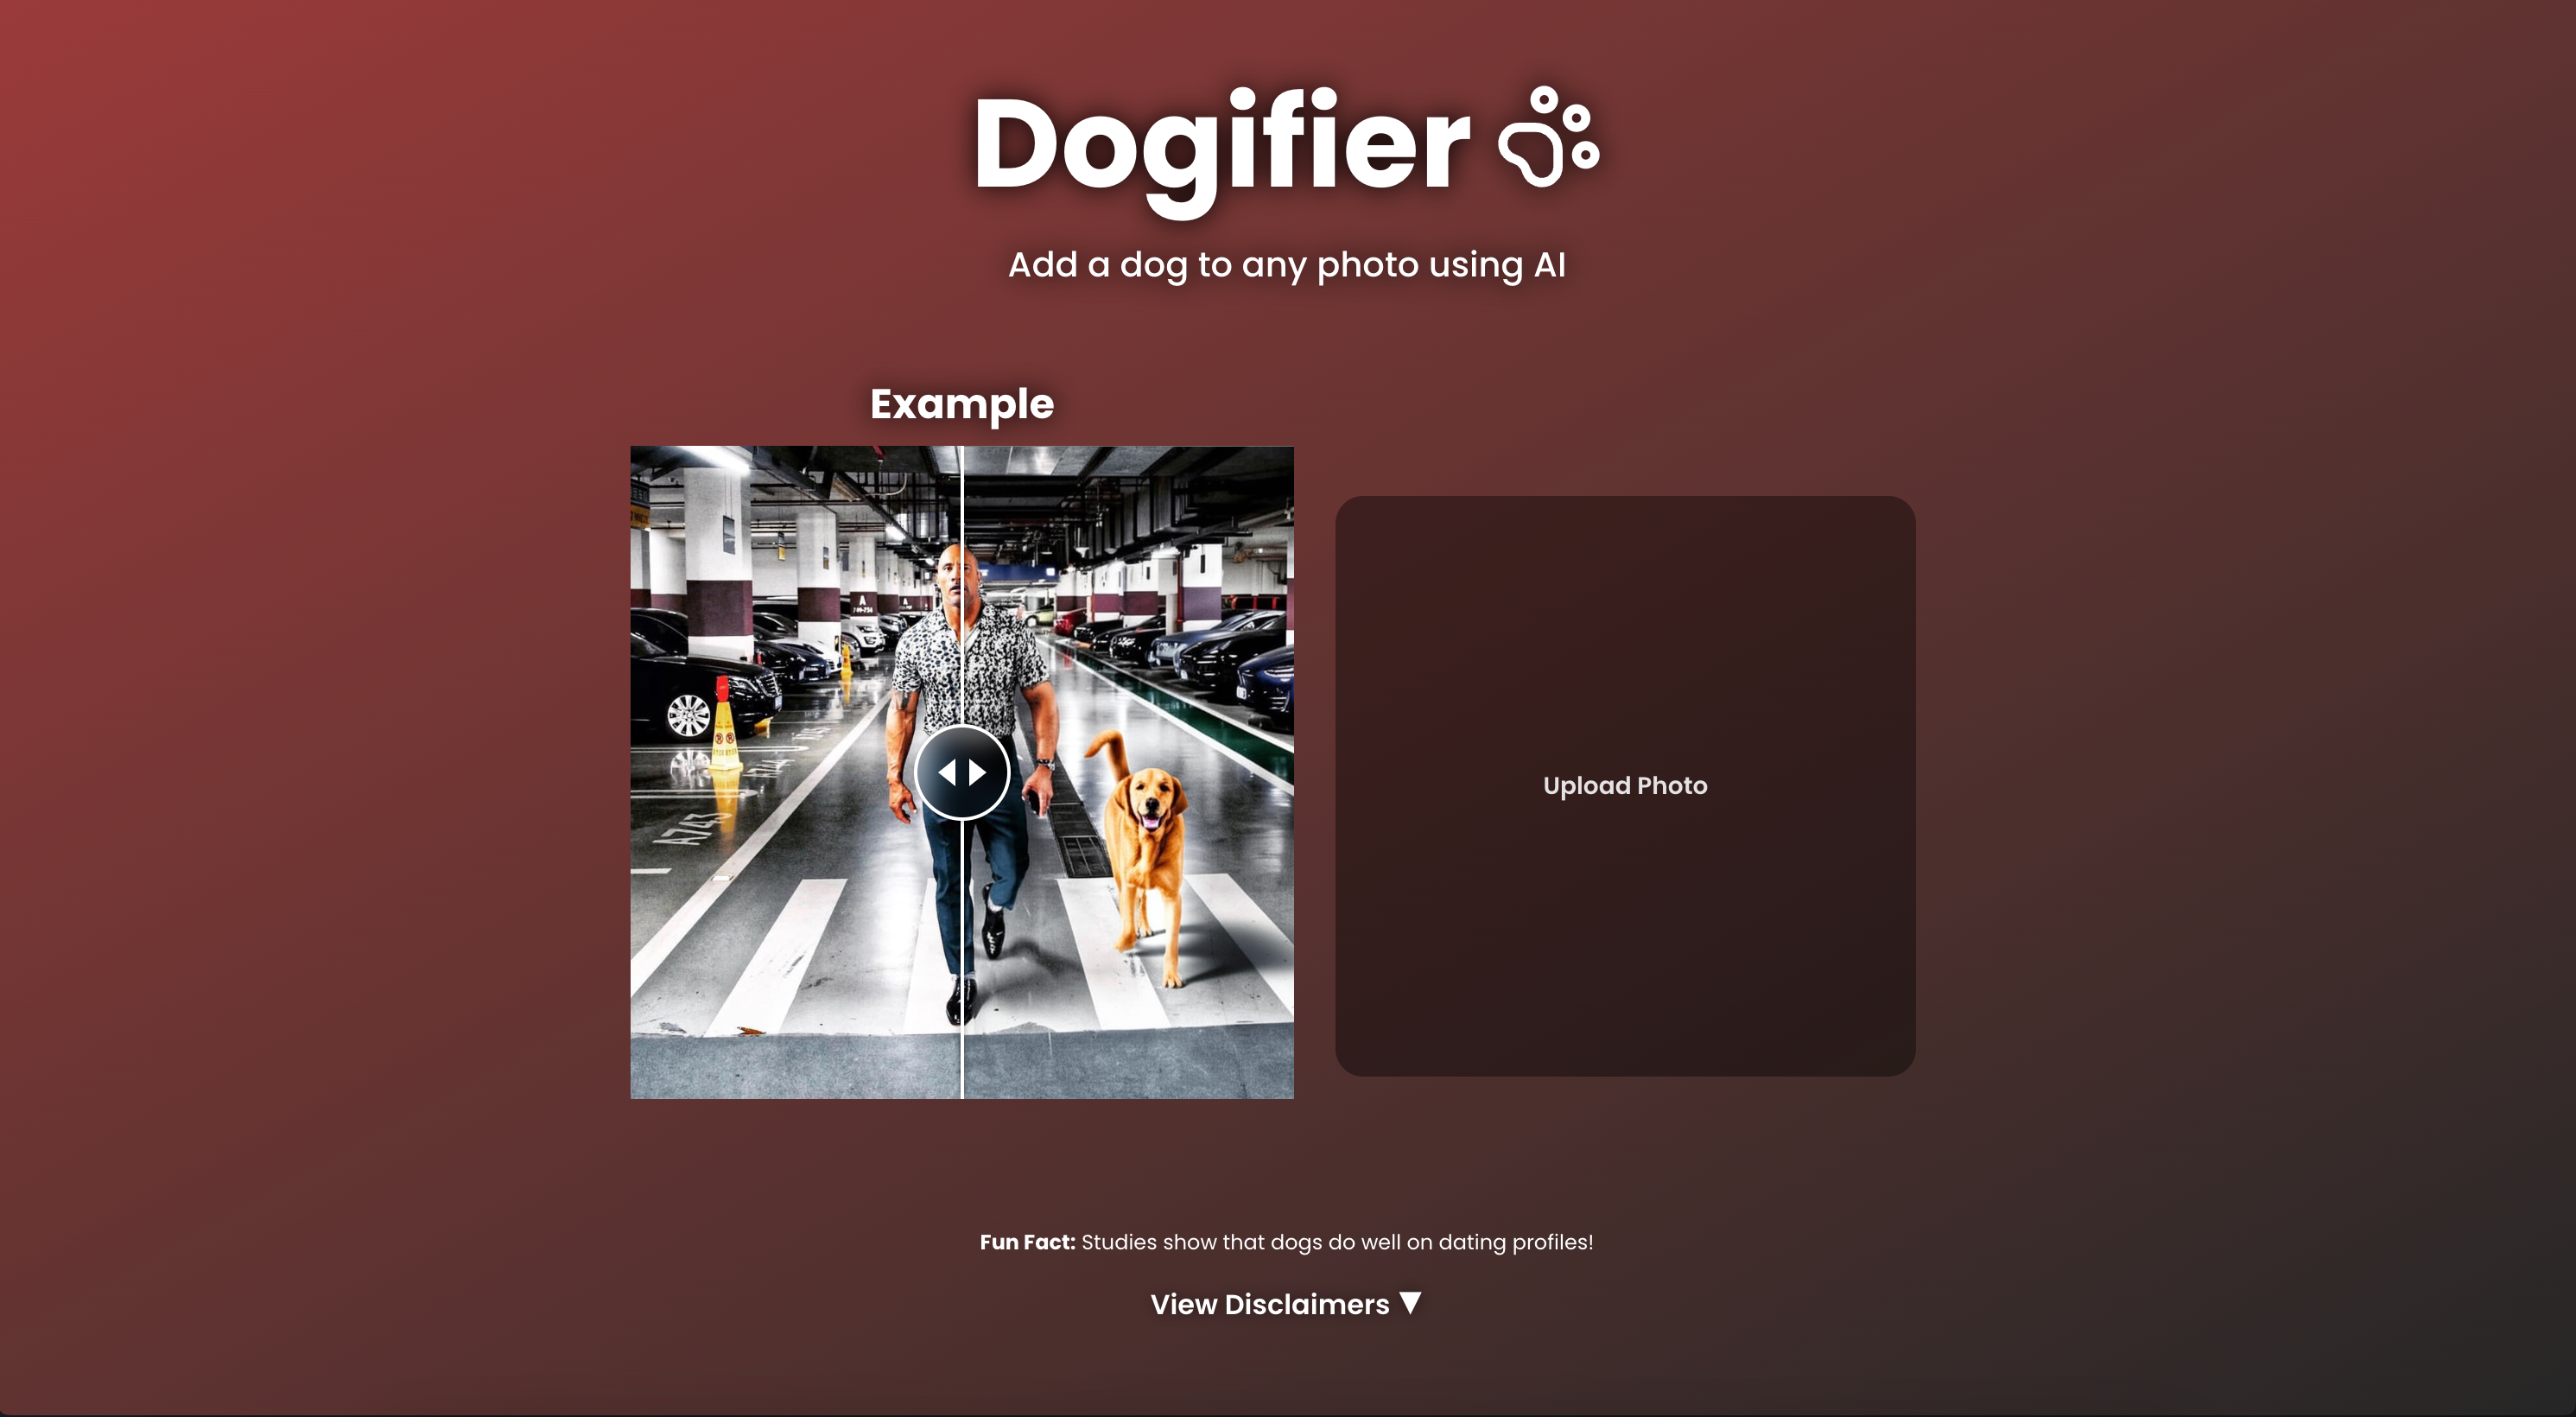 Dogifier
Add a dog to any photo using AI
Example
A
A743
Upload Photo
Fun Fact: Studies show that dogs do well on dating profiles!
View Disclaimers ▼